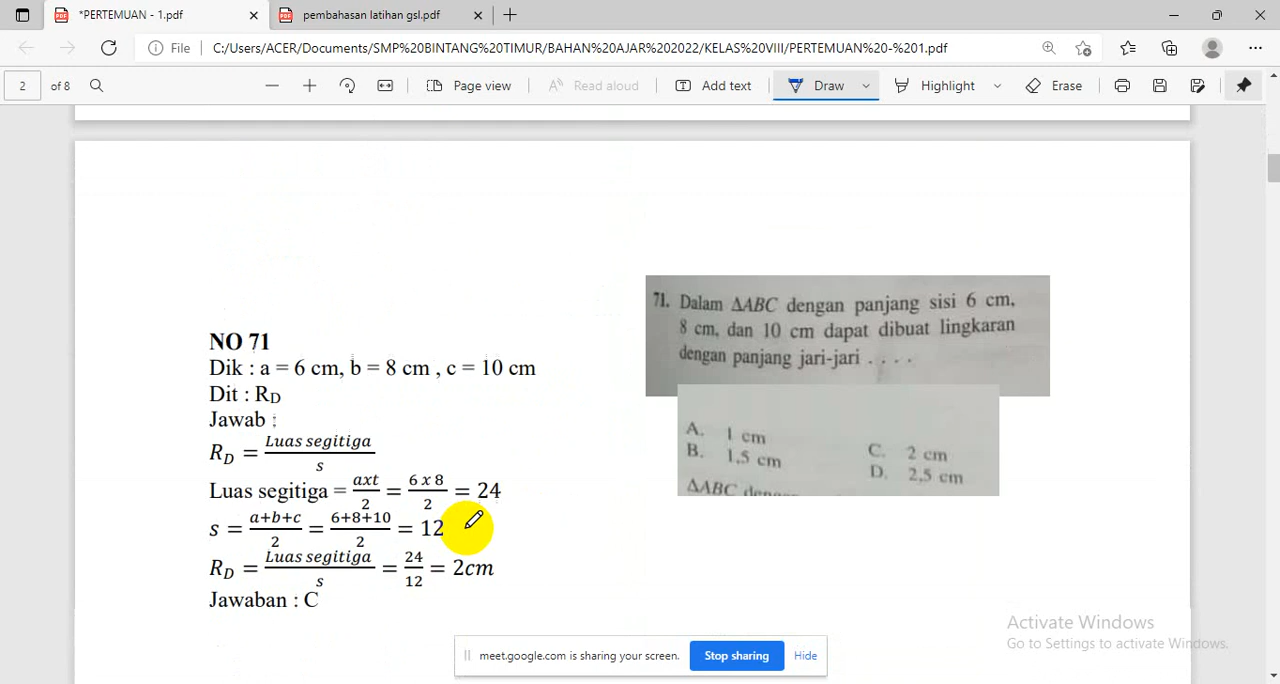 *PERTEMUAN - 1.pdf
pembahasan latihan gsl.pdf
File
C:/Users/ACER/Documents/SMP%20BINTANG%20TIMUR/BAHAN%20AJAR%202022/KELAS%20VIII/PERTEMUAN%20-%201.pdf
2 of 8
Page view
Read aloud
Add text
Draw
Highlight
Erase
NO 71
Dik : a = 6 cm, b = 8 cm , c = 10 cm
Dit : R_D
Jawab :
R_D = Luas segitiga / s
Luas segitiga = axt / 2 = 6 x 8 / 2 = 24
s = a+b+c / 2 = 6+8+10 / 2 = 12
R_D = Luas segitiga / s = 24 / 12 = 2cm
Jawaban : C
71. Dalam ΔABC dengan panjang sisi 6 cm,
8 cm, dan 10 cm dapat dibuat lingkaran
dengan panjang jari-jari . . . .
A. 1 cm
B. 1,5 cm
C. 2 cm
D. 2,5 cm
ΔABC
Activate Windows
Go to Settings to activate Windows.
meet.google.com is sharing your screen.
Stop sharing
Hide